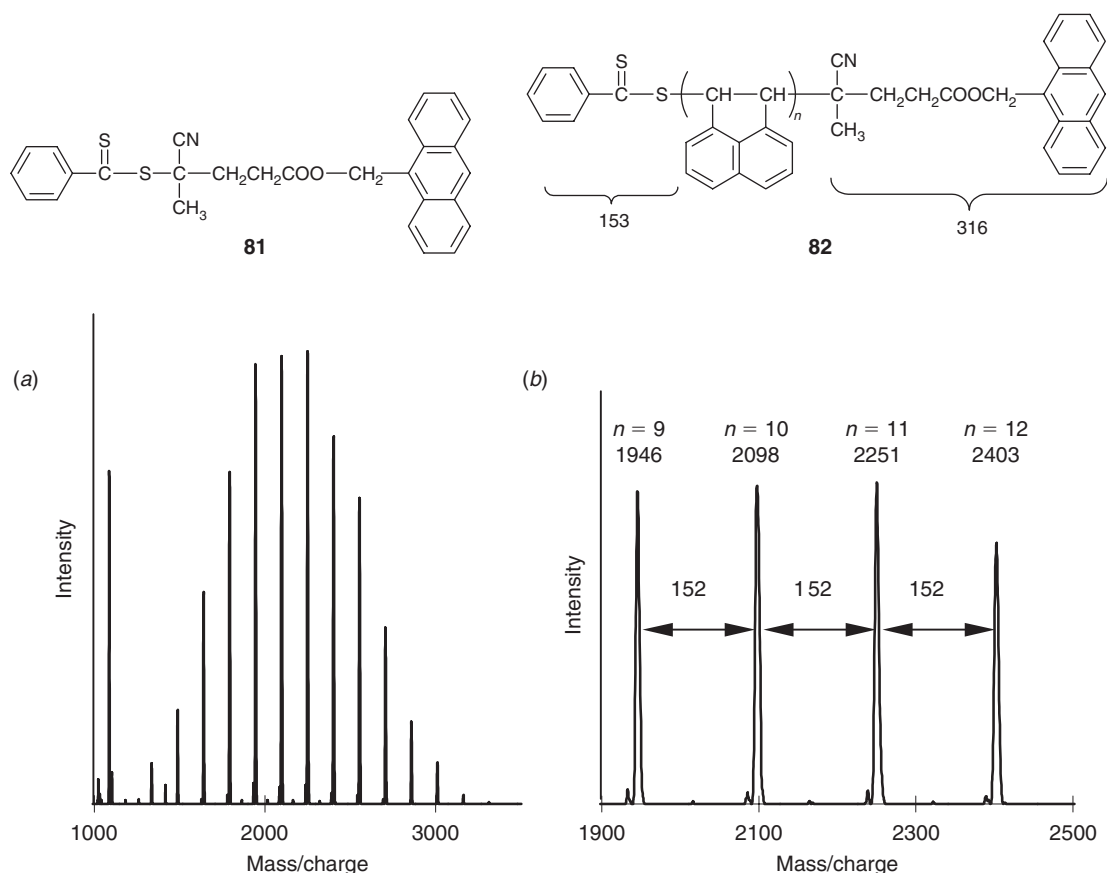 CN
S
S
CH₂CH₂COO—CH₂
CH₃
81
S
S
CH
CH
n
CN
CH₂CH₂COOCH₂
CH₃
153
316
82
(a)
Intensity
1000
2000
3000
Mass/charge
(b)
n = 9
n = 10
n = 11
n = 12
1946
2098
2251
2403
152
152
152
Intensity
1900
2100
2300
2500
Mass/charge